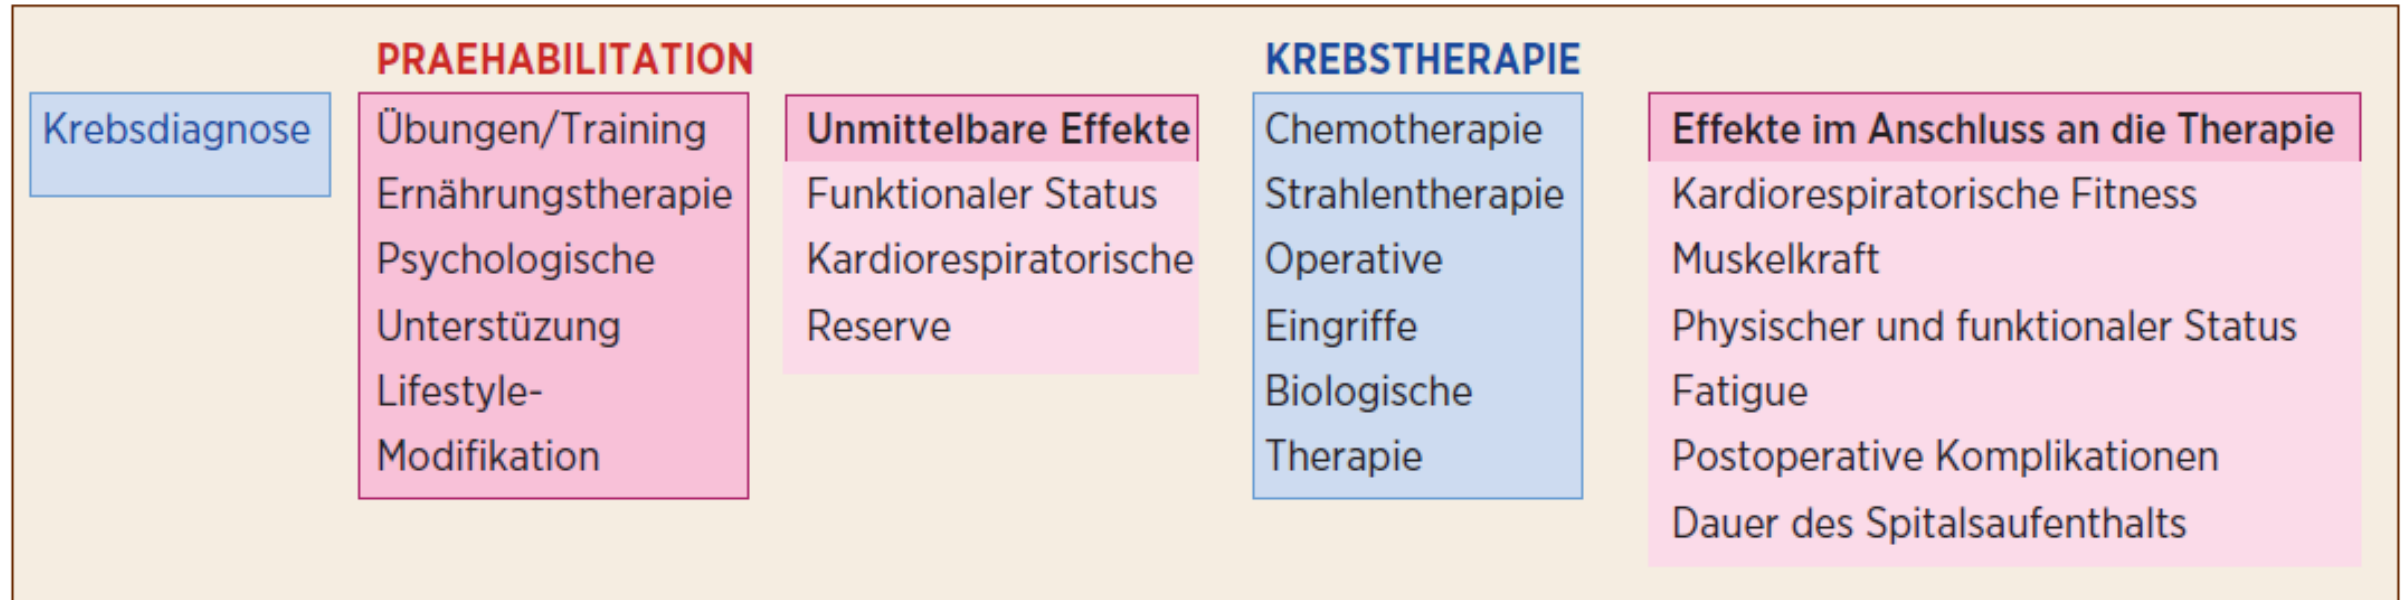 PRAEHABILITATION
KREBSTHERAPIE
Krebsdiagnose
Übungen/Training
Ernährungstherapie
Psychologische
Unterstüzung
Lifestyle-
Modifikation
Unmittelbare Effekte
Funktionaler Status
Kardiorespiratorische
Reserve
Chemotherapie
Strahlentherapie
Operative
Eingriffe
Biologische
Therapie
Effekte im Anschluss an die Therapie
Kardiorespiratorische Fitness
Muskelkraft
Physischer und funktionaler Status
Fatigue
Postoperative Komplikationen
Dauer des Spitalsaufenthalts